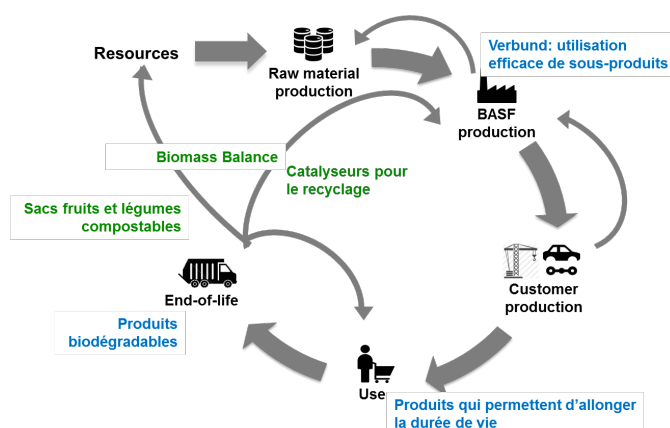 Resources
Raw material
production
Verbund: utilisation
efficace de sous-produits
BASF
production
Biomass Balance
Catalyseurs pour
le recyclage
Sacs fruits et légumes
compostables
End-of-life
Customer
production
Produits
biodégradables
Use
Produits qui permettent d’allonger
la durée de vie